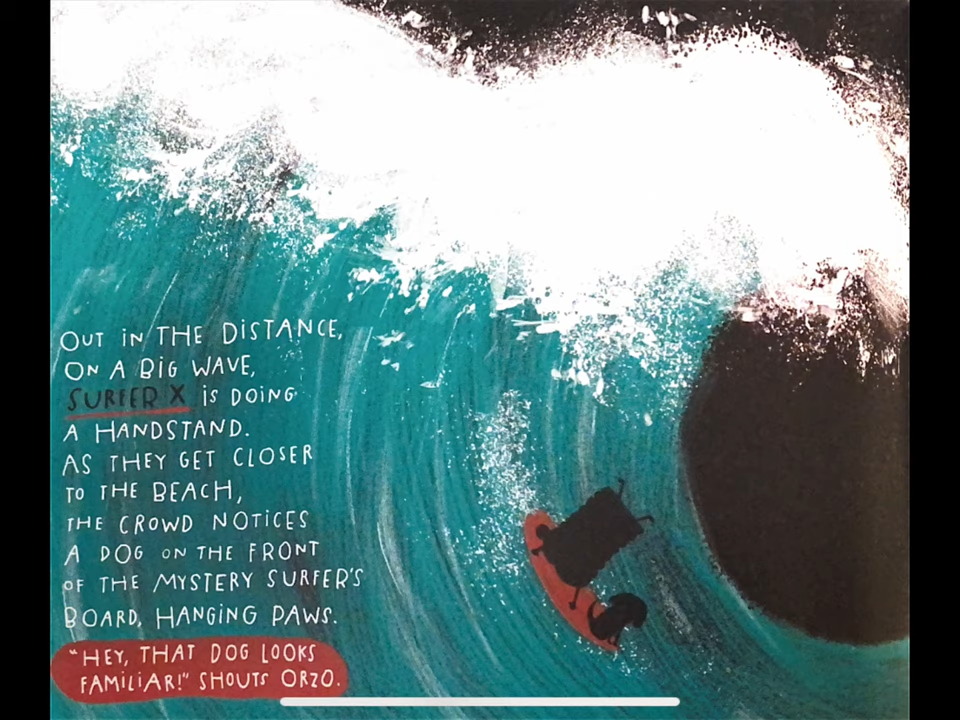 OUT IN THE DISTANCE,
ON A BIG WAVE,
SURFER X IS DOING
A HANDSTAND.
AS THEY GET CLOSER
TO THE BEACH,
THE CROWD NOTICES
A DOG ON THE FRONT
OF THE MYSTERY SURFER'S
BOARD, HANGING PAWS.
"HEY, THAT DOG LOOKS
FAMILIAR!" SHOUTS ORZO.